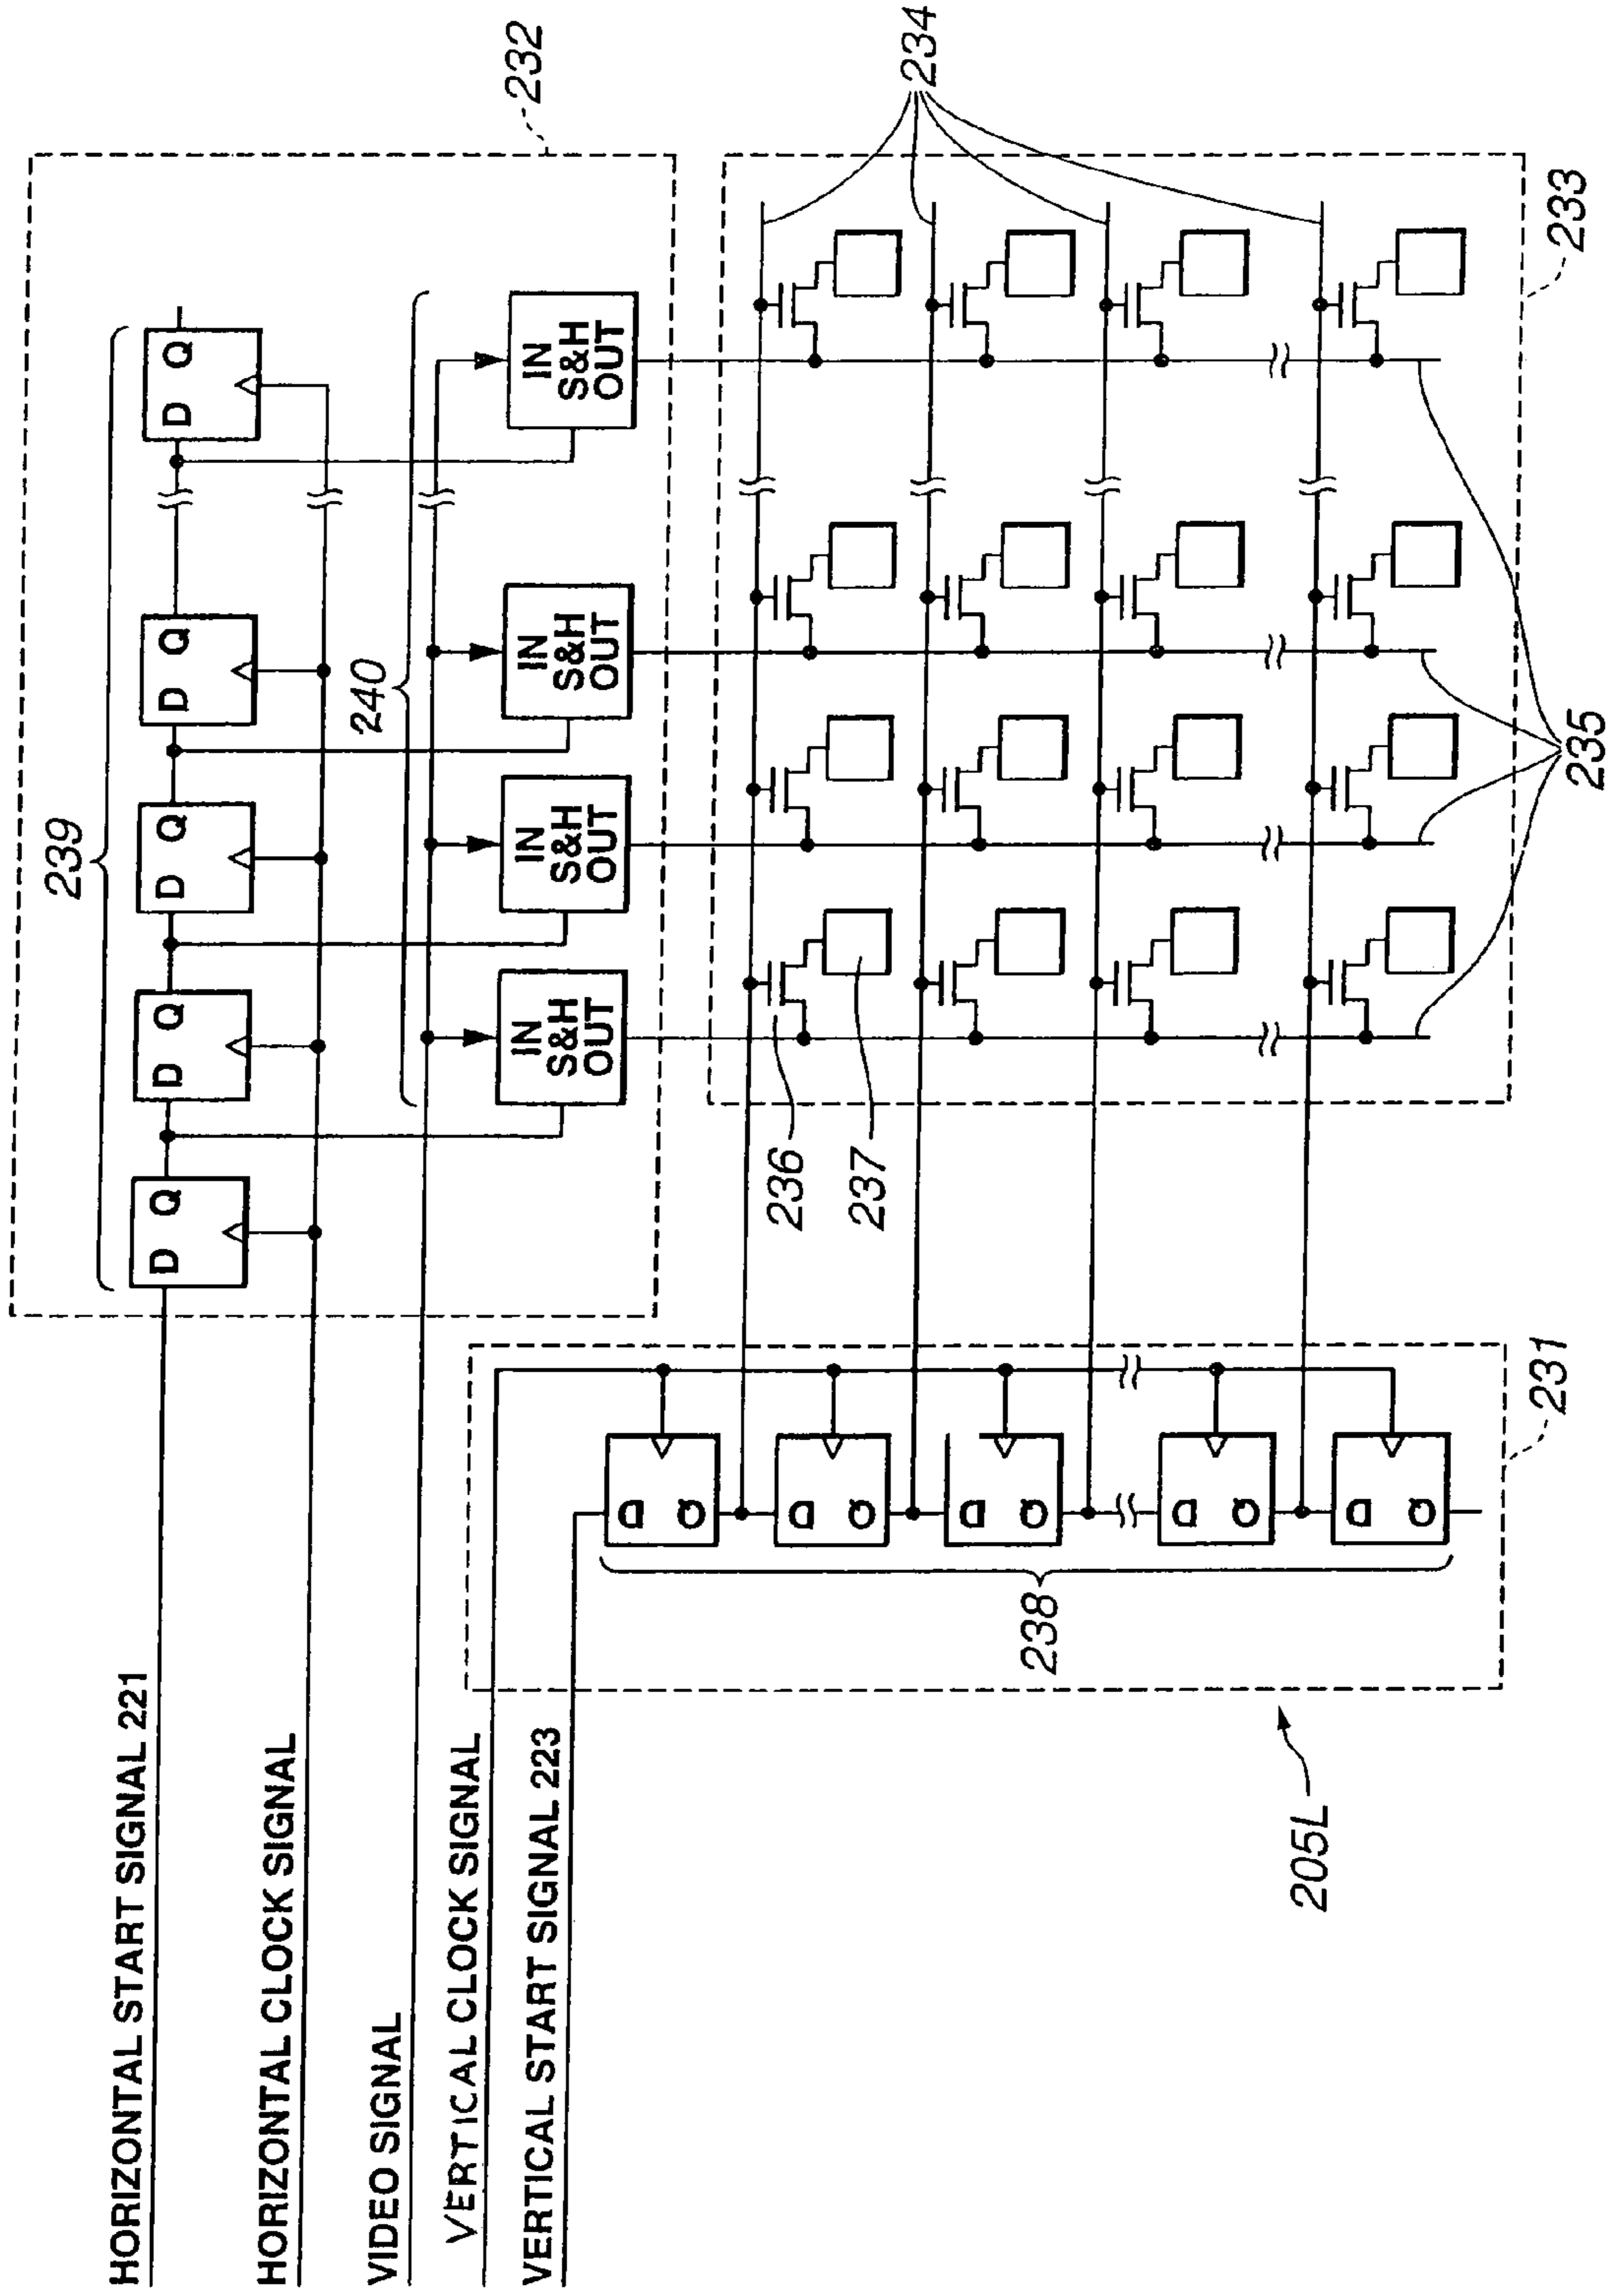 HORIZONTAL START SIGNAL 221
HORIZONTAL CLOCK SIGNAL
VIDEO SIGNAL
VERTICAL CLOCK SIGNAL
VERTICAL START SIGNAL 223
239
D Q
D Q
D Q
D Q
D Q
232
240
IN
S&H
OUT
IN
S&H
OUT
IN
S&H
OUT
IN
S&H
OUT
234
236
237
233
235
238
D Q
D Q
D Q
D Q
D Q
231
205L